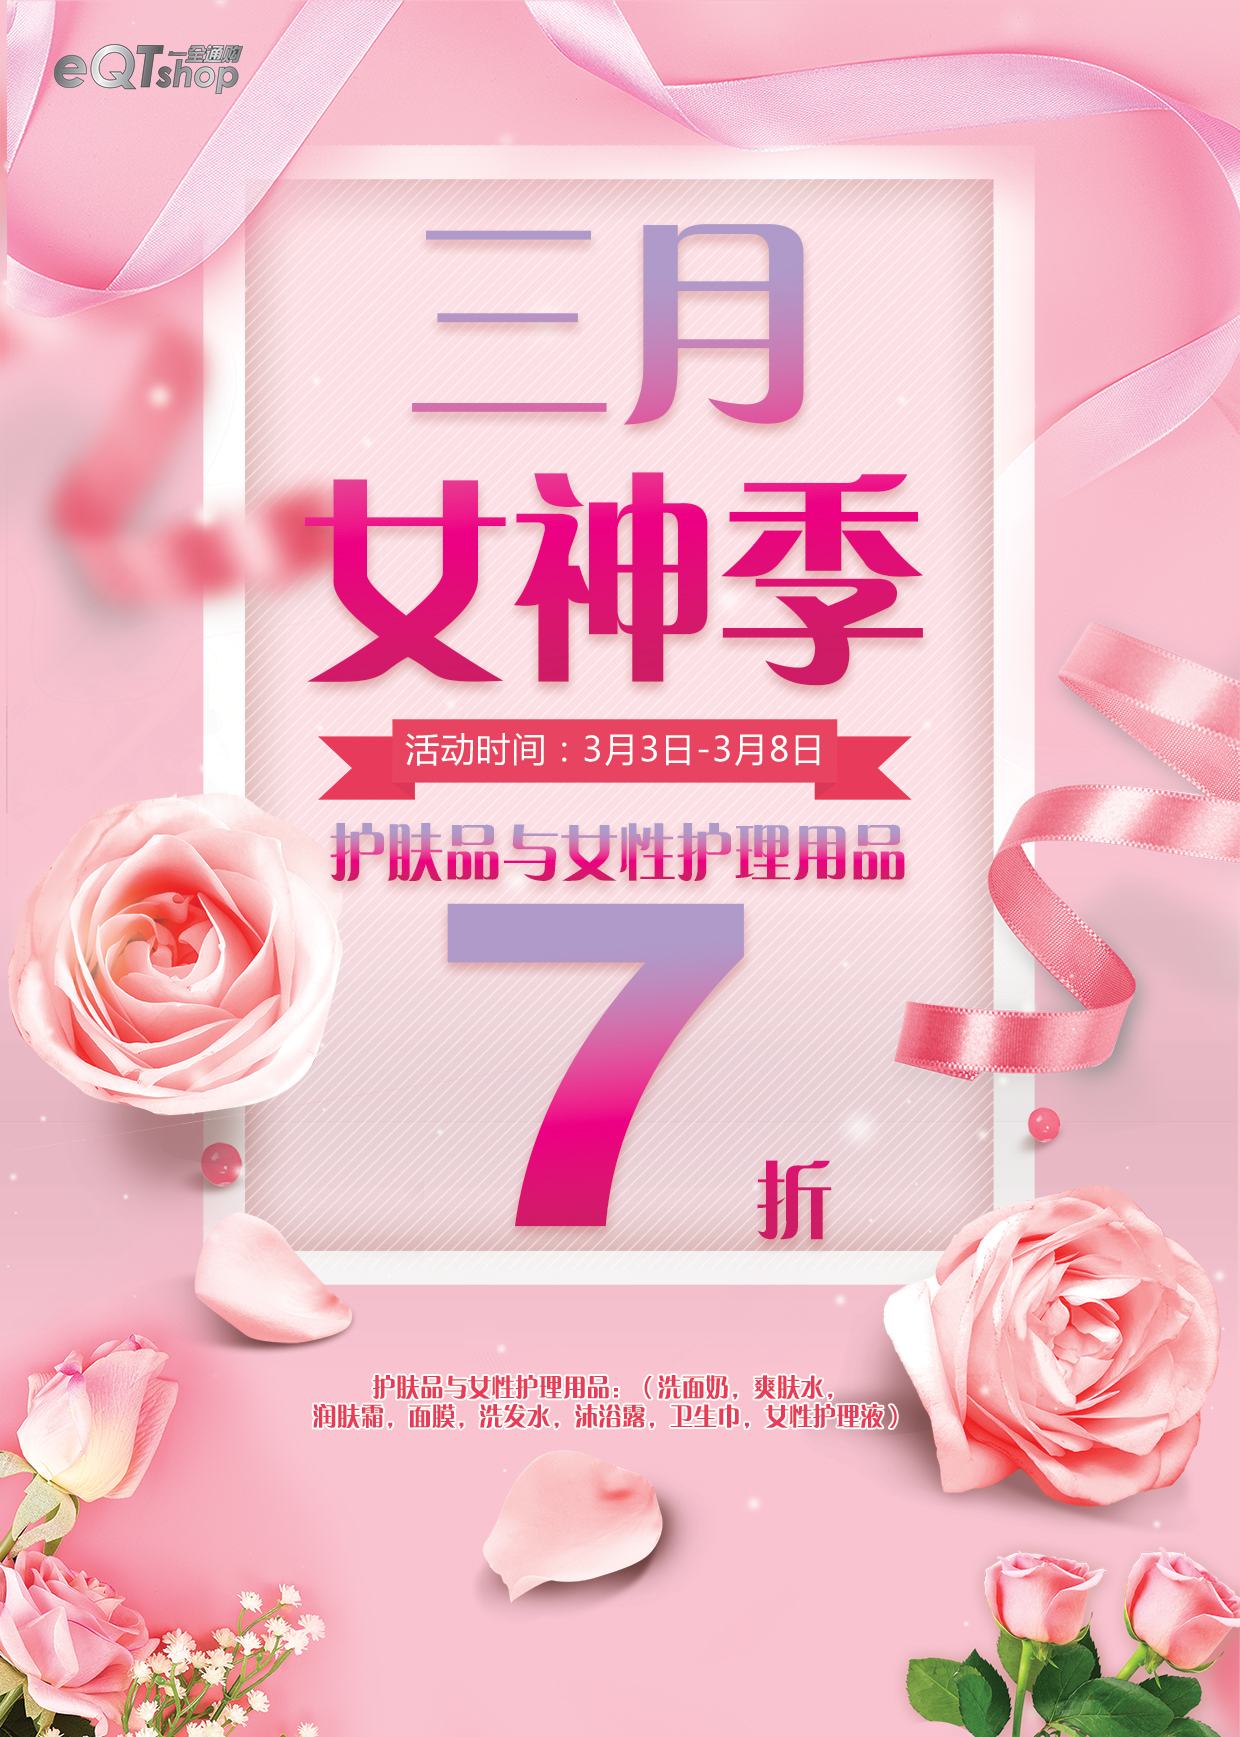 eQTshop 一全通购
三月
女神季
活动时间：3月3日-3月8日
护肤品与女性护理用品
7折
护肤品与女性护理用品：（洗面奶，爽肤水，
润肤霜，面膜，洗发水，沐浴露，卫生巾，女性护理液）